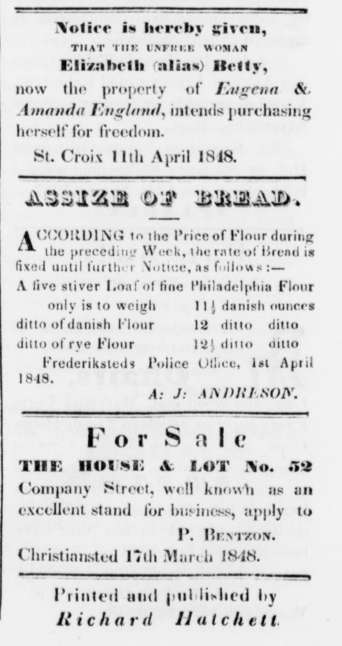 Notice is hereby given,
THAT THE UNFREE WOMAN
Elizabeth (alias) Betty,
now the property of Eugena &
Amanda England, intends purchasing
herself for freedom.
St. Croix 11th April 1848.
ASSIZE OF BREAD.
ACCORDING to the Price of Flour during
the preceding Week, the rate of Bread is
fixed until further Notice, as follows:—
A five stiver Loaf of fine Philadelphia Flour
only is to weigh 11½ danish ounces
ditto of danish Flour 12 ditto ditto
ditto of rye Flour 12½ ditto ditto
Frederiksteds Police Office, 1st April
1848.
A: J: ANDRESON.
For Sale
THE HOUSE & LOT No. 52
Company Street, well known as an
excellent stand for business, apply to
P. BENTZON.
Christiansted 17th March 1848.
Printed and published by
Richard Hatchett